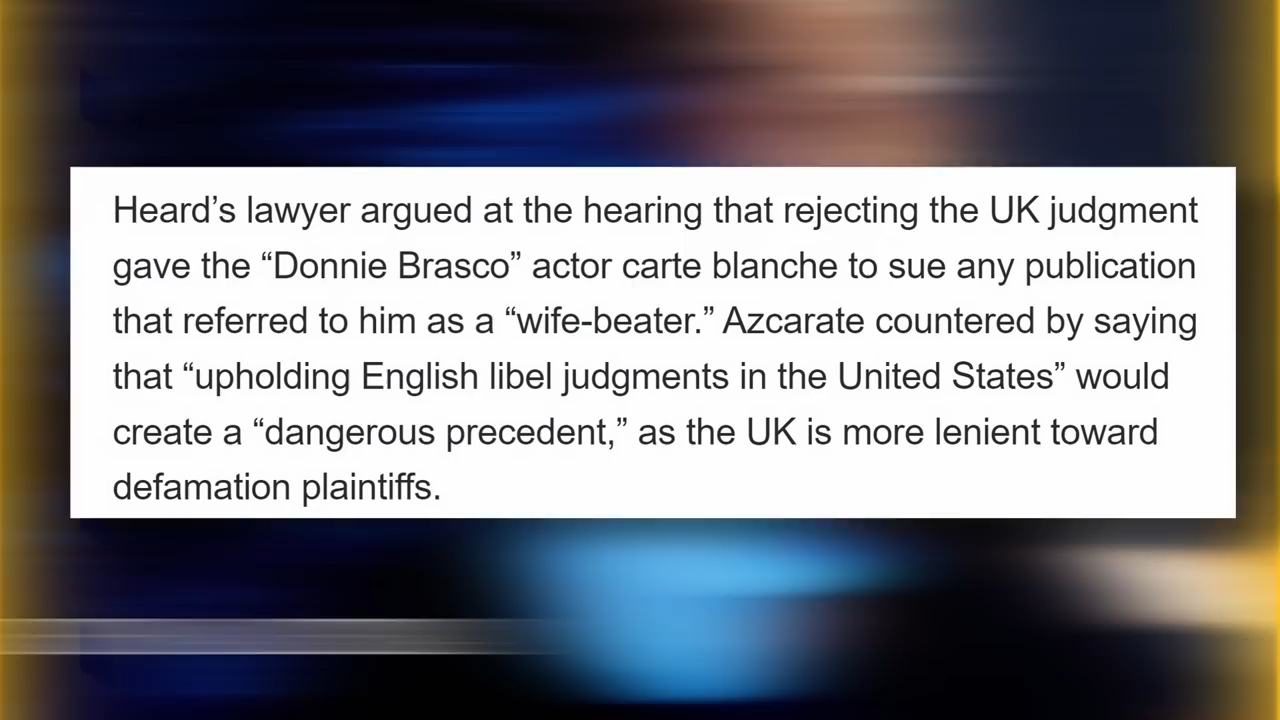 Heard’s lawyer argued at the hearing that rejecting the UK judgment
gave the “Donnie Brasco” actor carte blanche to sue any publication
that referred to him as a “wife-beater.” Azcarate countered by saying
that “upholding English libel judgments in the United States” would
create a “dangerous precedent,” as the UK is more lenient toward
defamation plaintiffs.